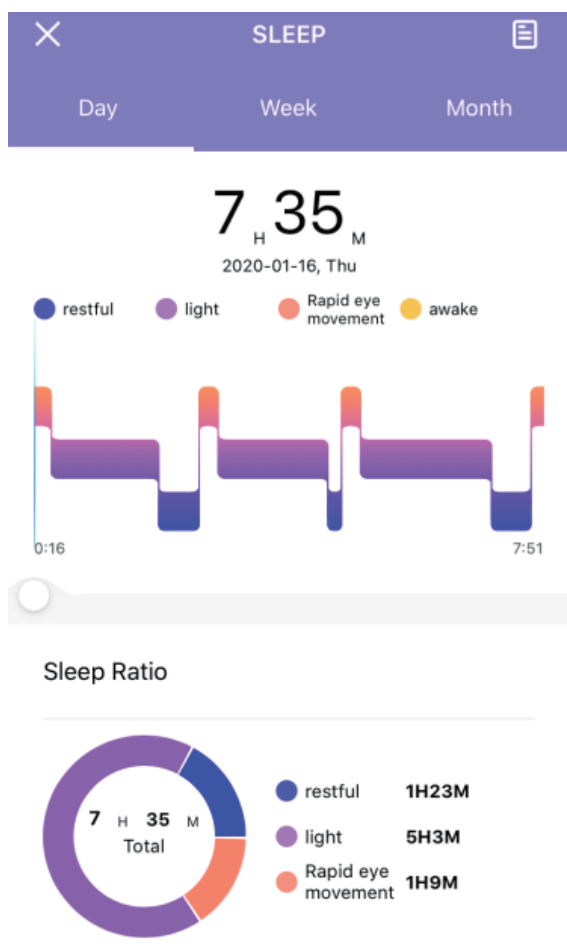 SLEEP
Day Week Month
7 H 35 M
2020-01-16, Thu
restful light Rapid eye movement awake
0:16 7:51
Sleep Ratio
7 H 35 M
Total
restful 1H23M
light 5H3M
Rapid eye movement 1H9M